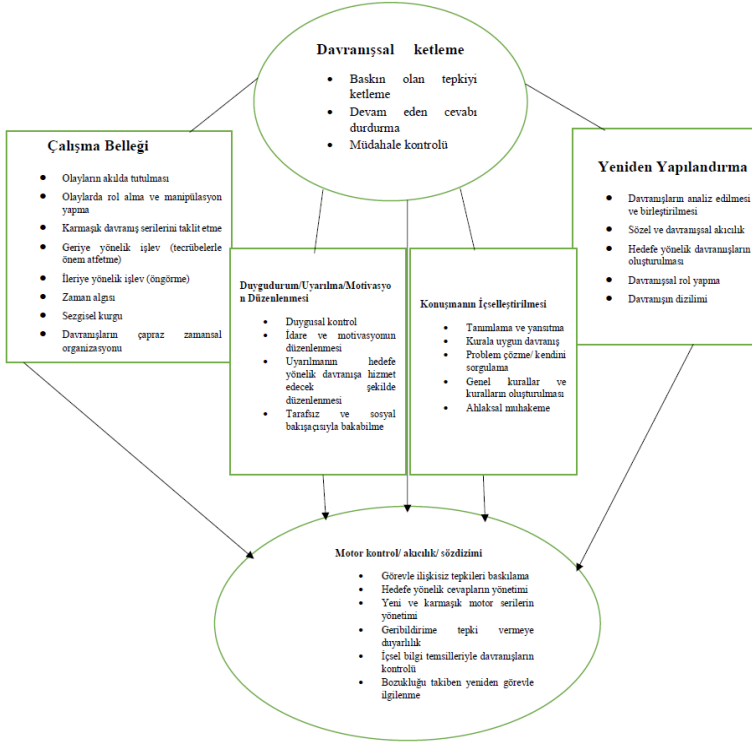 Davranışsal ketleme
Baskın olan tepkiyi
ketleme
Devam eden cevabı
durdurma
Müdahale kontrolü
Çalışma Belleği
Olayların akılda tutulması
Olaylarda rol alma ve manipülasyon
yapma
Karmaşık davranış serilerini taklit etme
Geriye yönelik işlev (tecrübelerle
önem atfetme)
İleriye yönelik işlev (öngörme)
Zaman algısı
Sezgisel kurgu
Davranışların çapraz zamansal
organizasyonu
Duygudurum/Uyarılma/Motivasyo
n Düzenlenmesi
Duygusal kontrol
İdare ve motivasyonun
düzenlenmesi
Uyarılmanın hedefe
yönelik davranışa hizmet
edecek şekilde
düzenlenmesi
Tarafsız ve sosyal
bakışaçısıyla bakabilme
Konuşmanın İçselleştirilmesi
Tanımlama ve yansıtma
Kurala uygun davranış
Problem çözme/ kendini
sorgulama
Genel kurallar ve
kuralların oluşturulması
Ahlaksal muhakeme
Yeniden Yapılandırma
Davranışların analiz edilmesi
ve birleştirilmesi
Sözel ve davranışsal akıcılık
Hedefe yönelik davranışların
oluşturulması
Davranışsal rol yapma
Davranışın dizilimi
Motor kontrol/ akıcılık/ sözdizimi
Görevle ilişkisiz tepkileri baskılama
Hedefe yönelik cevapların yönetimi
Yeni ve karmaşık motor serilerin
yönetimi
Geribildirime tepki vermeye
duyarlılık
İçsel bilgi temsilleriyle davranışların
kontrolü
Bozukluğu takiben yeniden görevle
ilgilenme